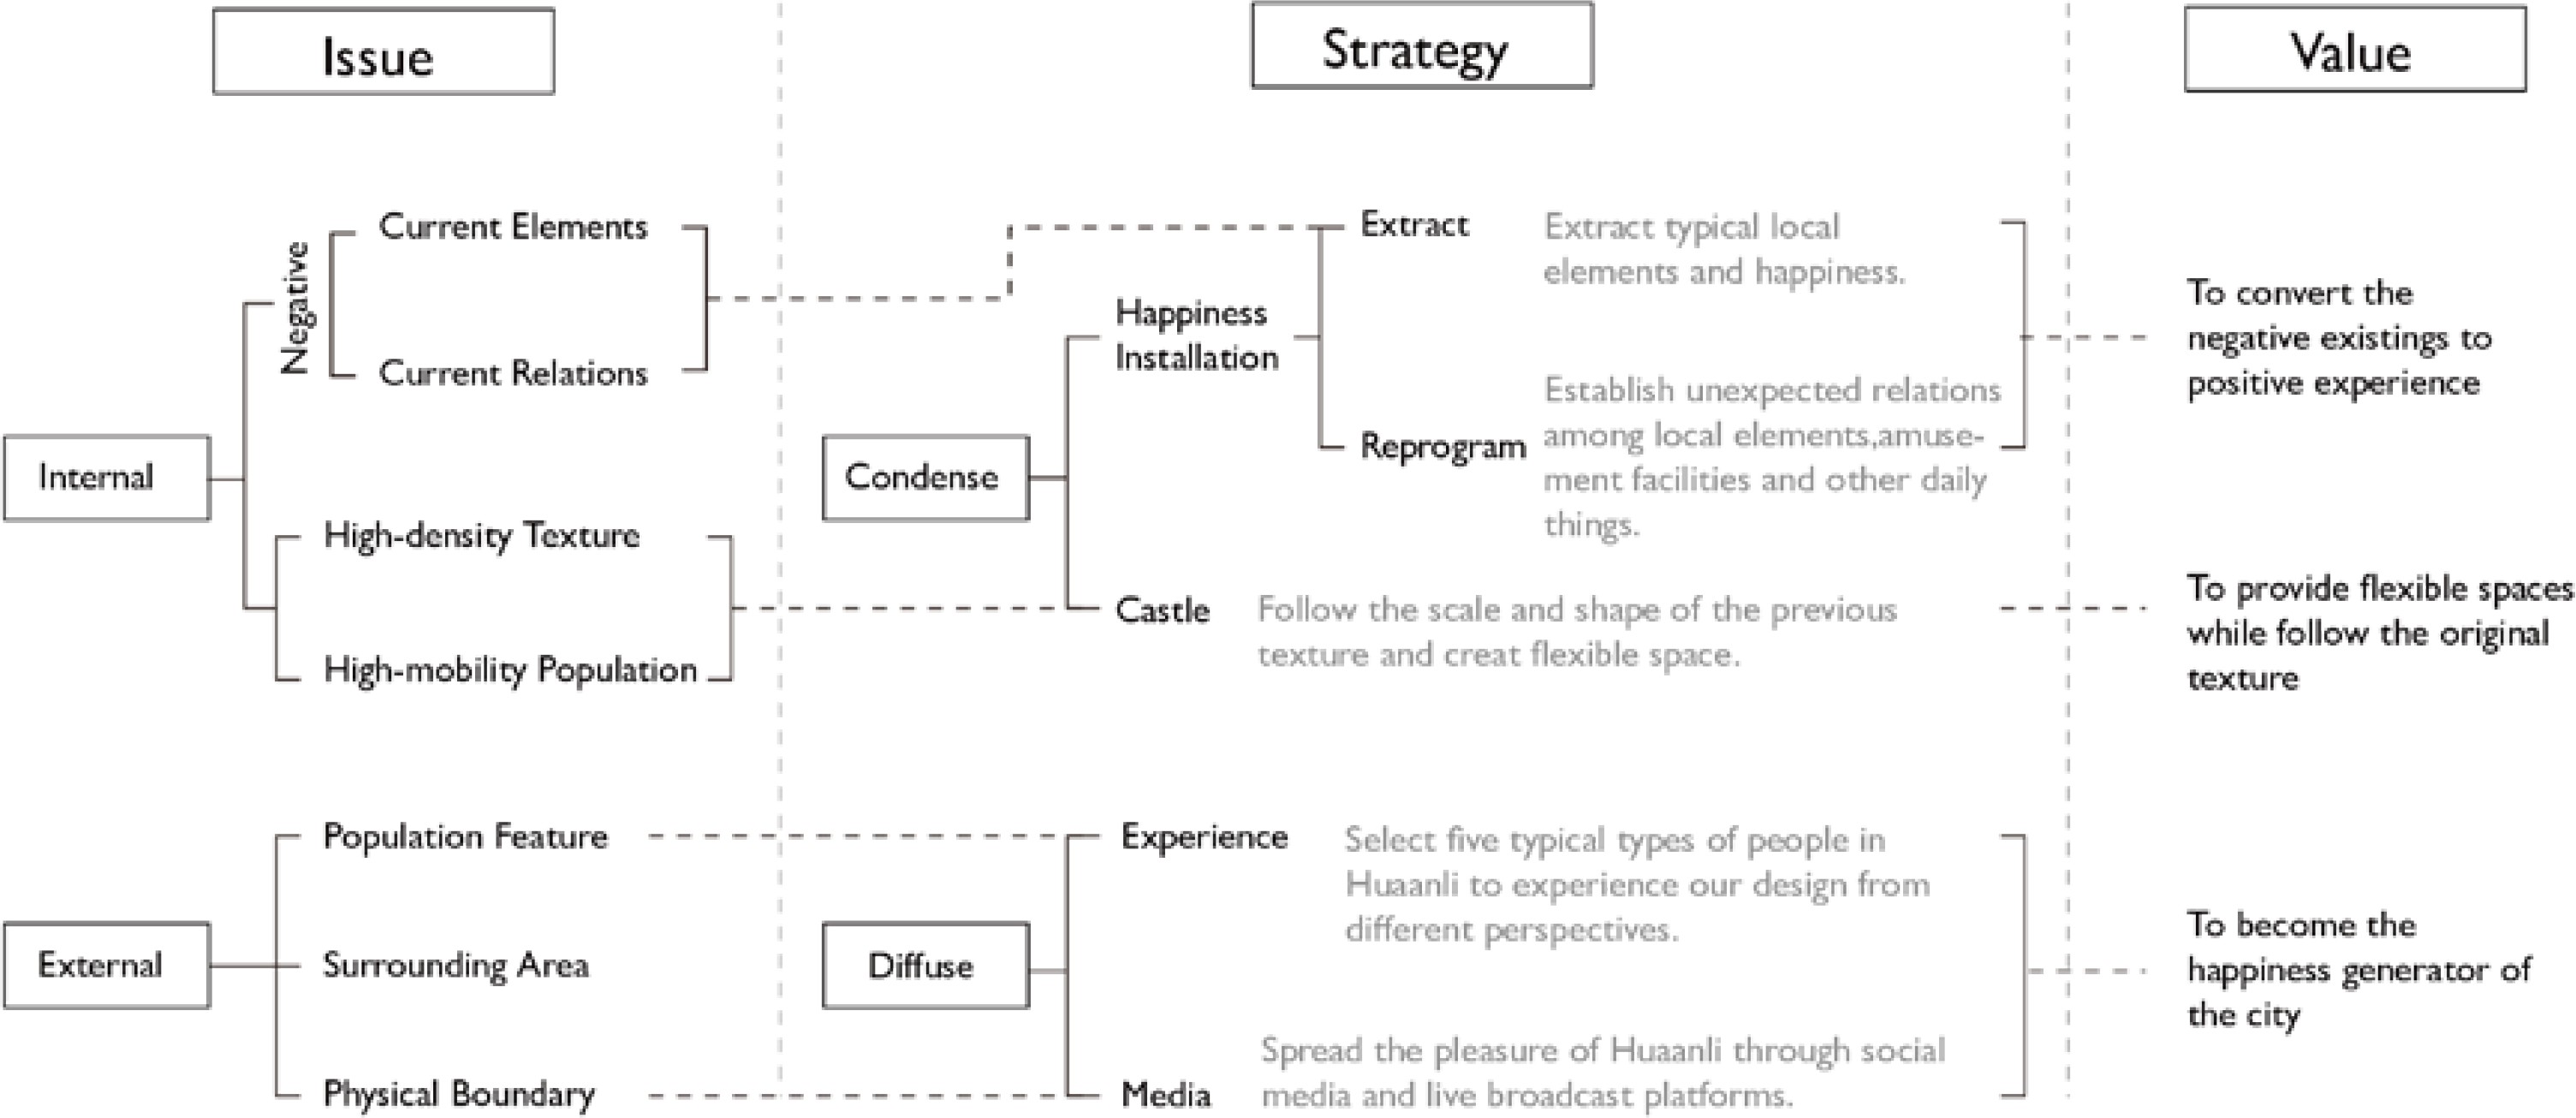 Issue
Strategy
Value
Negative
Current Elements
Current Relations
Internal
High-density Texture
High-mobility Population
External
Population Feature
Surrounding Area
Physical Boundary
Condense
Happiness
Installation
Extract
Extract typical local
elements and happiness.
Reprogram
Establish unexpected relations
among local elements,amuse-
ment facilities and other daily
things.
Castle
Follow the scale and shape of the previous
texture and creat flexible space.
Diffuse
Experience
Select five typical types of people in
Huaanli to experience our design from
different perspectives.
Media
Spread the pleasure of Huaanli through social
media and live broadcast platforms.
To convert the
negative existings to
positive experience
To provide flexible spaces
while follow the original
texture
To become the
happiness generator of
the city